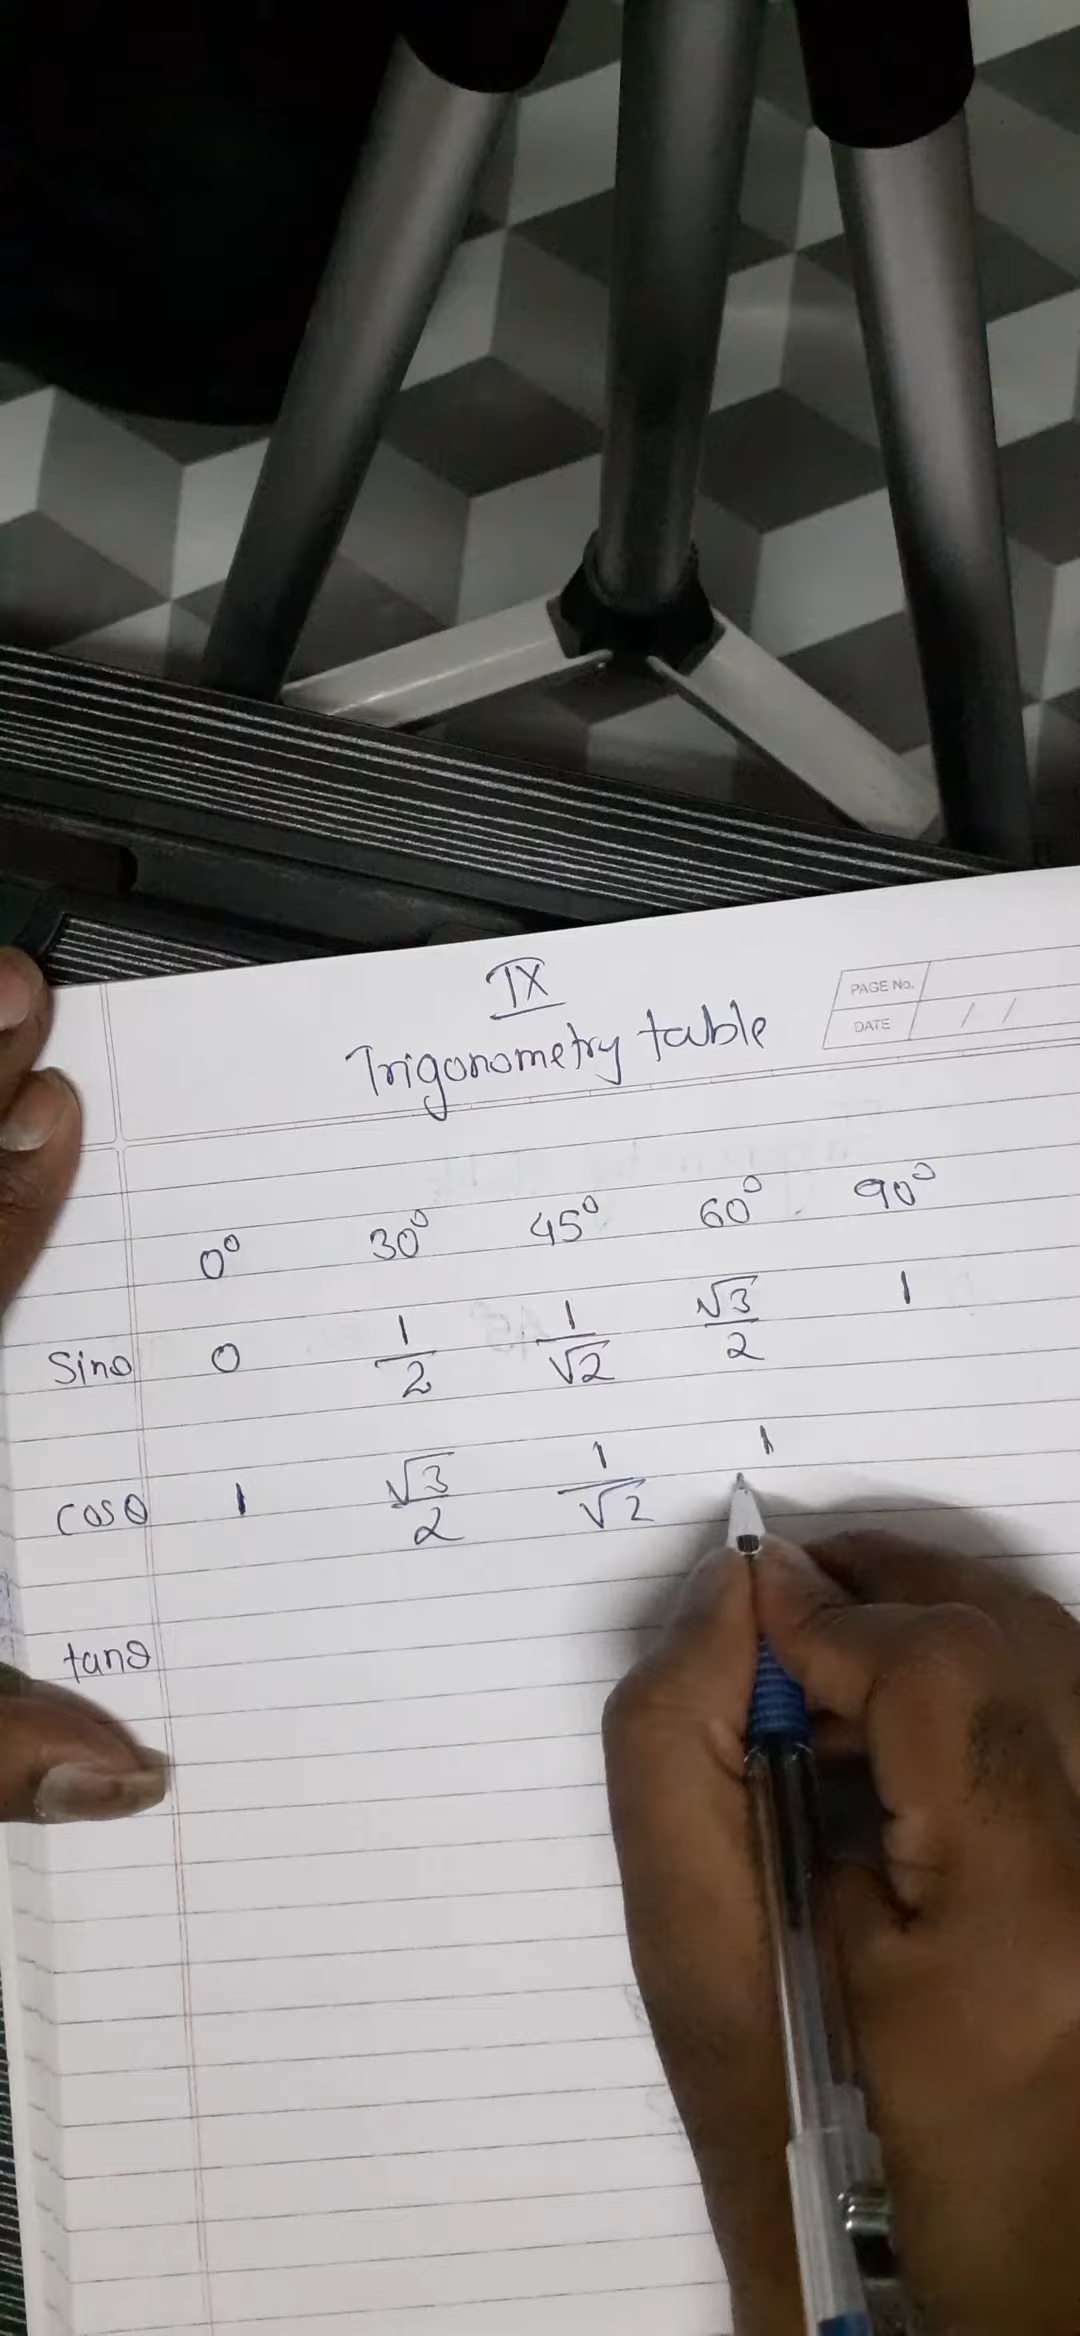 IX
Trigonometry table
PAGE No.
DATE / /
0° 30° 45° 60° 90°
Sinθ 0 1/2 1/√2 √3/2 1
cosθ 1 √3/2 1/√2 1
tanθ